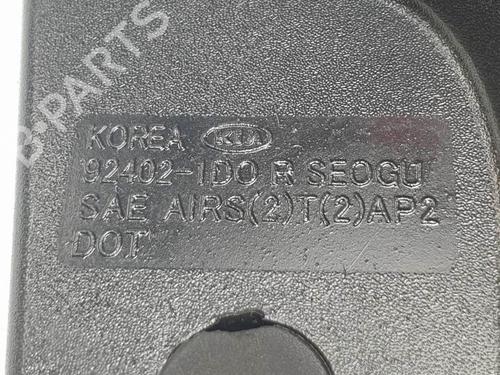 B-PARTS
KOREA KIA
92402-1D0 R SEOGU
SAE AIRS(2)T(2)AP2
DOT